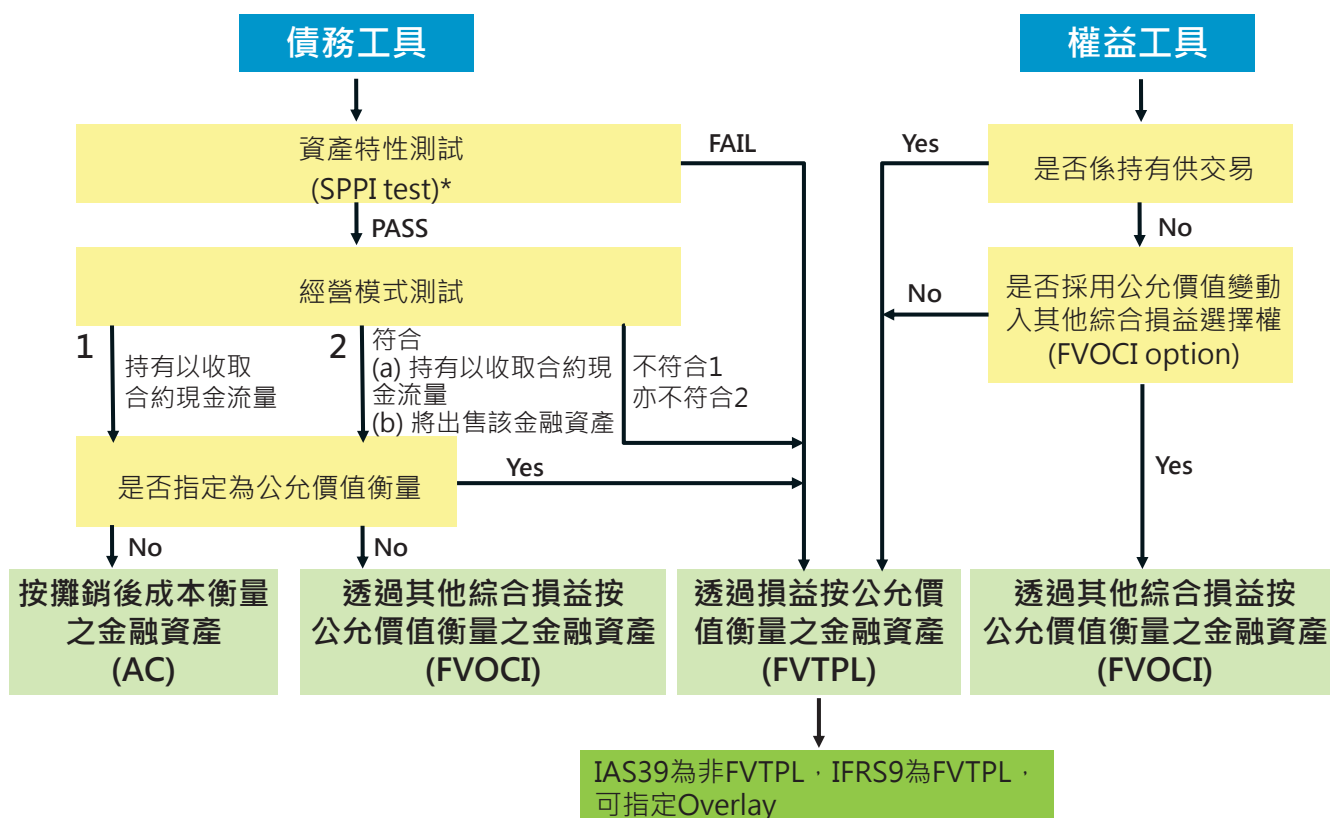 債務工具
權益工具
資產特性測試
(SPPI test)*
FAIL
Yes
是否係持有供交易
PASS
No
經營模式測試
No
是否採用公允價值變動
入其他綜合損益選擇權
(FVOCI option)
1
持有以收取
合約現金流量
2
符合
(a) 持有以收取合約現
金流量
(b) 將出售該金融資產
不符合1
亦不符合2
是否指定為公允價值衡量
Yes
Yes
No
No
按攤銷後成本衡量
之金融資產
(AC)
透過其他綜合損益按
公允價值衡量之金融資產
(FVOCI)
透過損益按公允價
值衡量之金融資產
(FVTPL)
透過其他綜合損益按
公允價值衡量之金融資產
(FVOCI)
IAS39為非FVTPL，IFRS9為FVTPL，
可指定Overlay